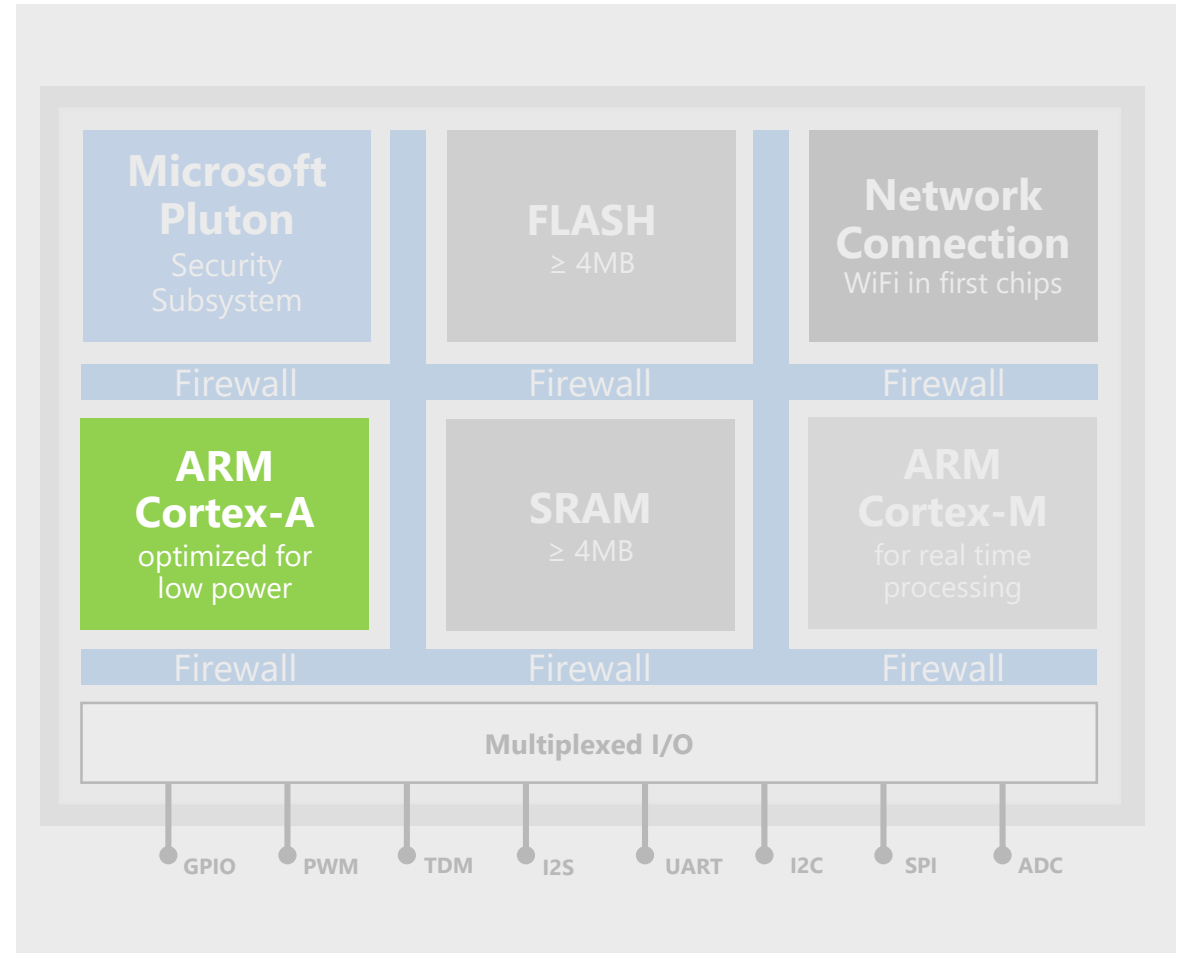 Microsoft
Pluton
Security
Subsystem
FLASH
≥ 4MB
Network
Connection
WiFi in first chips
Firewall
Firewall
Firewall
ARM
Cortex-A
optimized for
low power
SRAM
≥ 4MB
ARM
Cortex-M
for real time
processing
Firewall
Firewall
Firewall
Multiplexed I/O
GPIO
PWM
TDM
I2S
UART
I2C
SPI
ADC